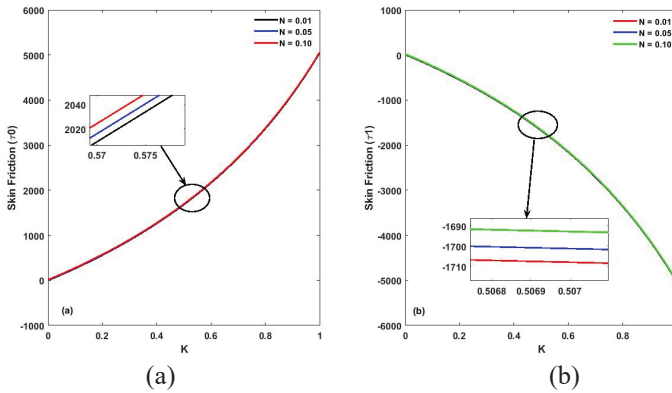 6000
5000
4000
3000
2000
1000
0
-1000
Skin Friction (τ0)
N = 0.01
N = 0.05
N = 0.10
2040
2020
0.57 0.575
(a)
0 0.2 0.4 0.6 0.8 1
K
(a)
1000
0
-1000
-2000
-3000
-4000
-5000
-6000
Skin Friction (τ1)
N = 0.01
N = 0.05
N = 0.10
-1690
-1700
-1710
0.5068 0.5069 0.507
(b)
0 0.2 0.4 0.6 0.8
K
(b)